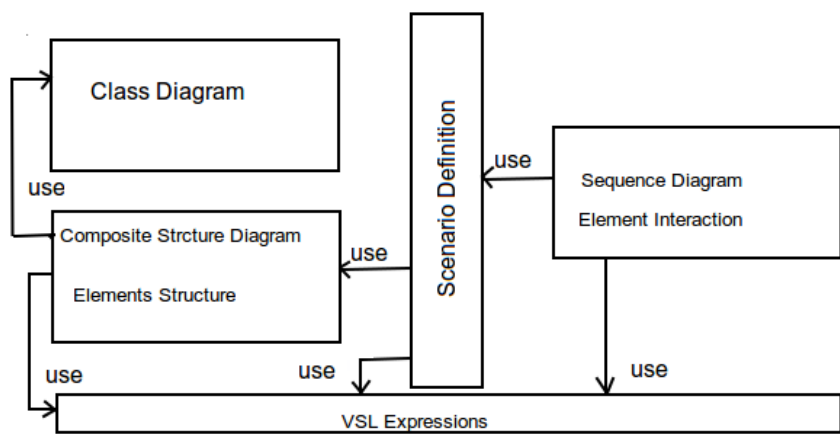 Class Diagram
use
Composite Strcture Diagram
Elements Structure
use
use
Scenario Definition
use
use
Sequence Diagram
Element Interaction
use
VSL Expressions